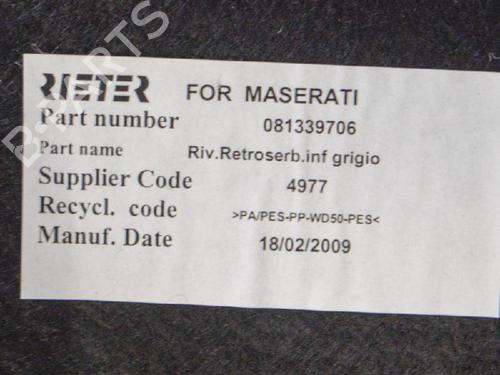 RIETER FOR MASERATI
Part number 081339706
Part name Riv.Retroserb.inf grigio
Supplier Code 4977
Recycl. code >PA/PES-PP-WD50-PES<
Manuf. Date 18/02/2009
B-PARTS